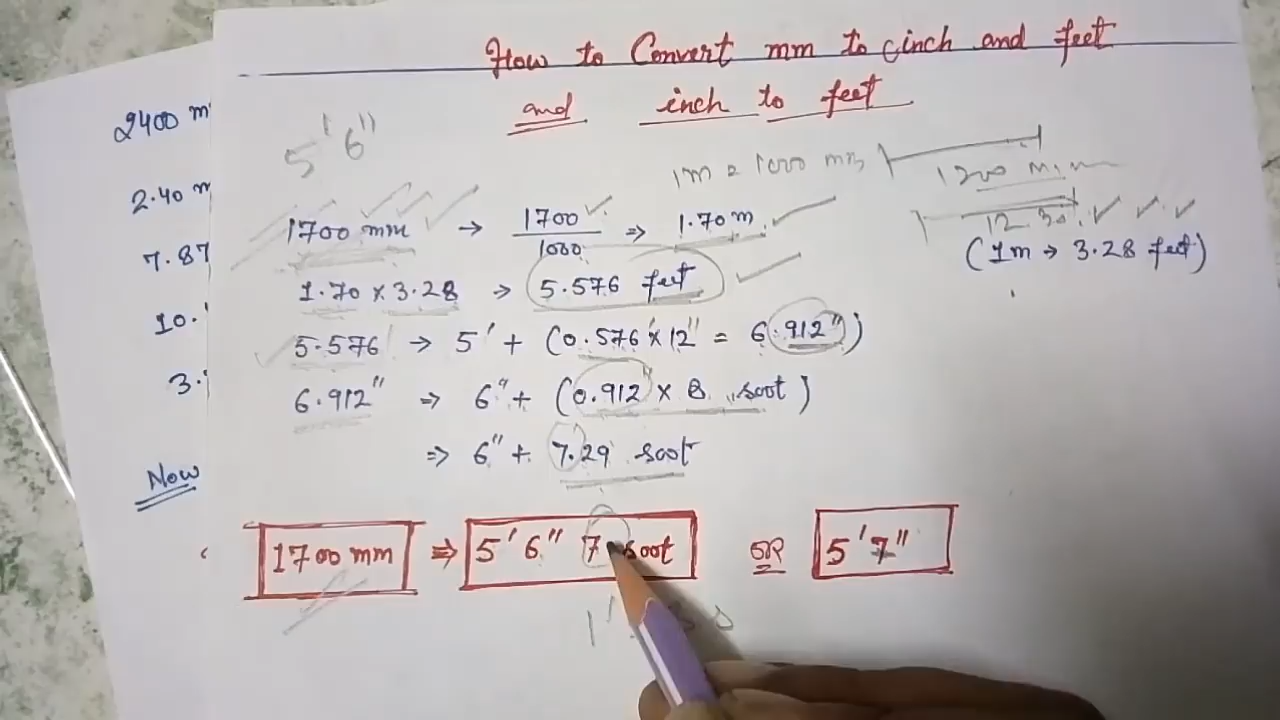 How to Convert mm to inch and feet
and inch to feet
5' 6"
1m = 1000 mm
1200 mm
12.30
2400 m
2.40 m
7.87
10.
3.
Now
1700 mm → 1700/1000 ⇒ 1.70 m
(1m → 3.28 feet)
1.70 × 3.28 → 5.576 feet
5.576 → 5' + (0.576' × 12" = 6.912")
6.912" ⇒ 6" + (0.912 × 8 soot)
⇒ 6" + 7.29 soot
1700 mm ⇒ 5' 6" 7 soot OR 5' 7"
1'